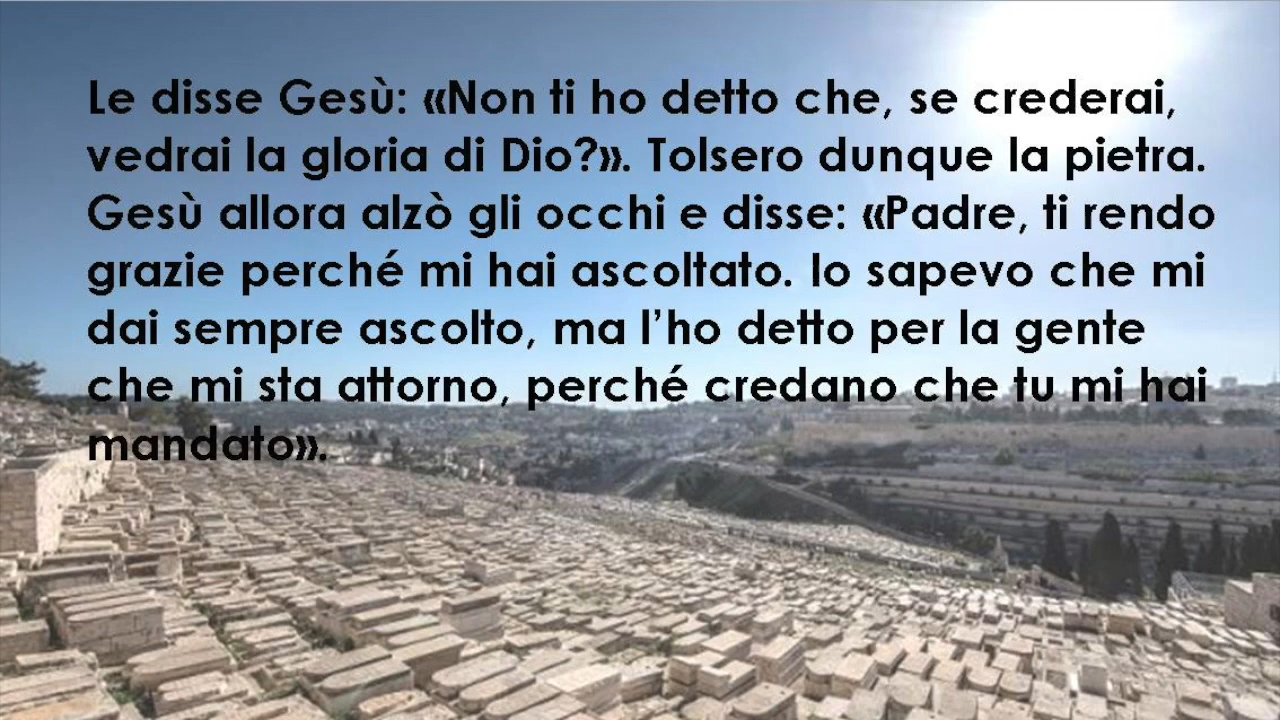 Le disse Gesù: «Non ti ho detto che, se crederai,
vedrai la gloria di Dio?». Tolsero dunque la pietra.
Gesù allora alzò gli occhi e disse: «Padre, ti rendo
grazie perché mi hai ascoltato. Io sapevo che mi
dai sempre ascolto, ma l’ho detto per la gente
che mi sta attorno, perché credano che tu mi hai
mandato».